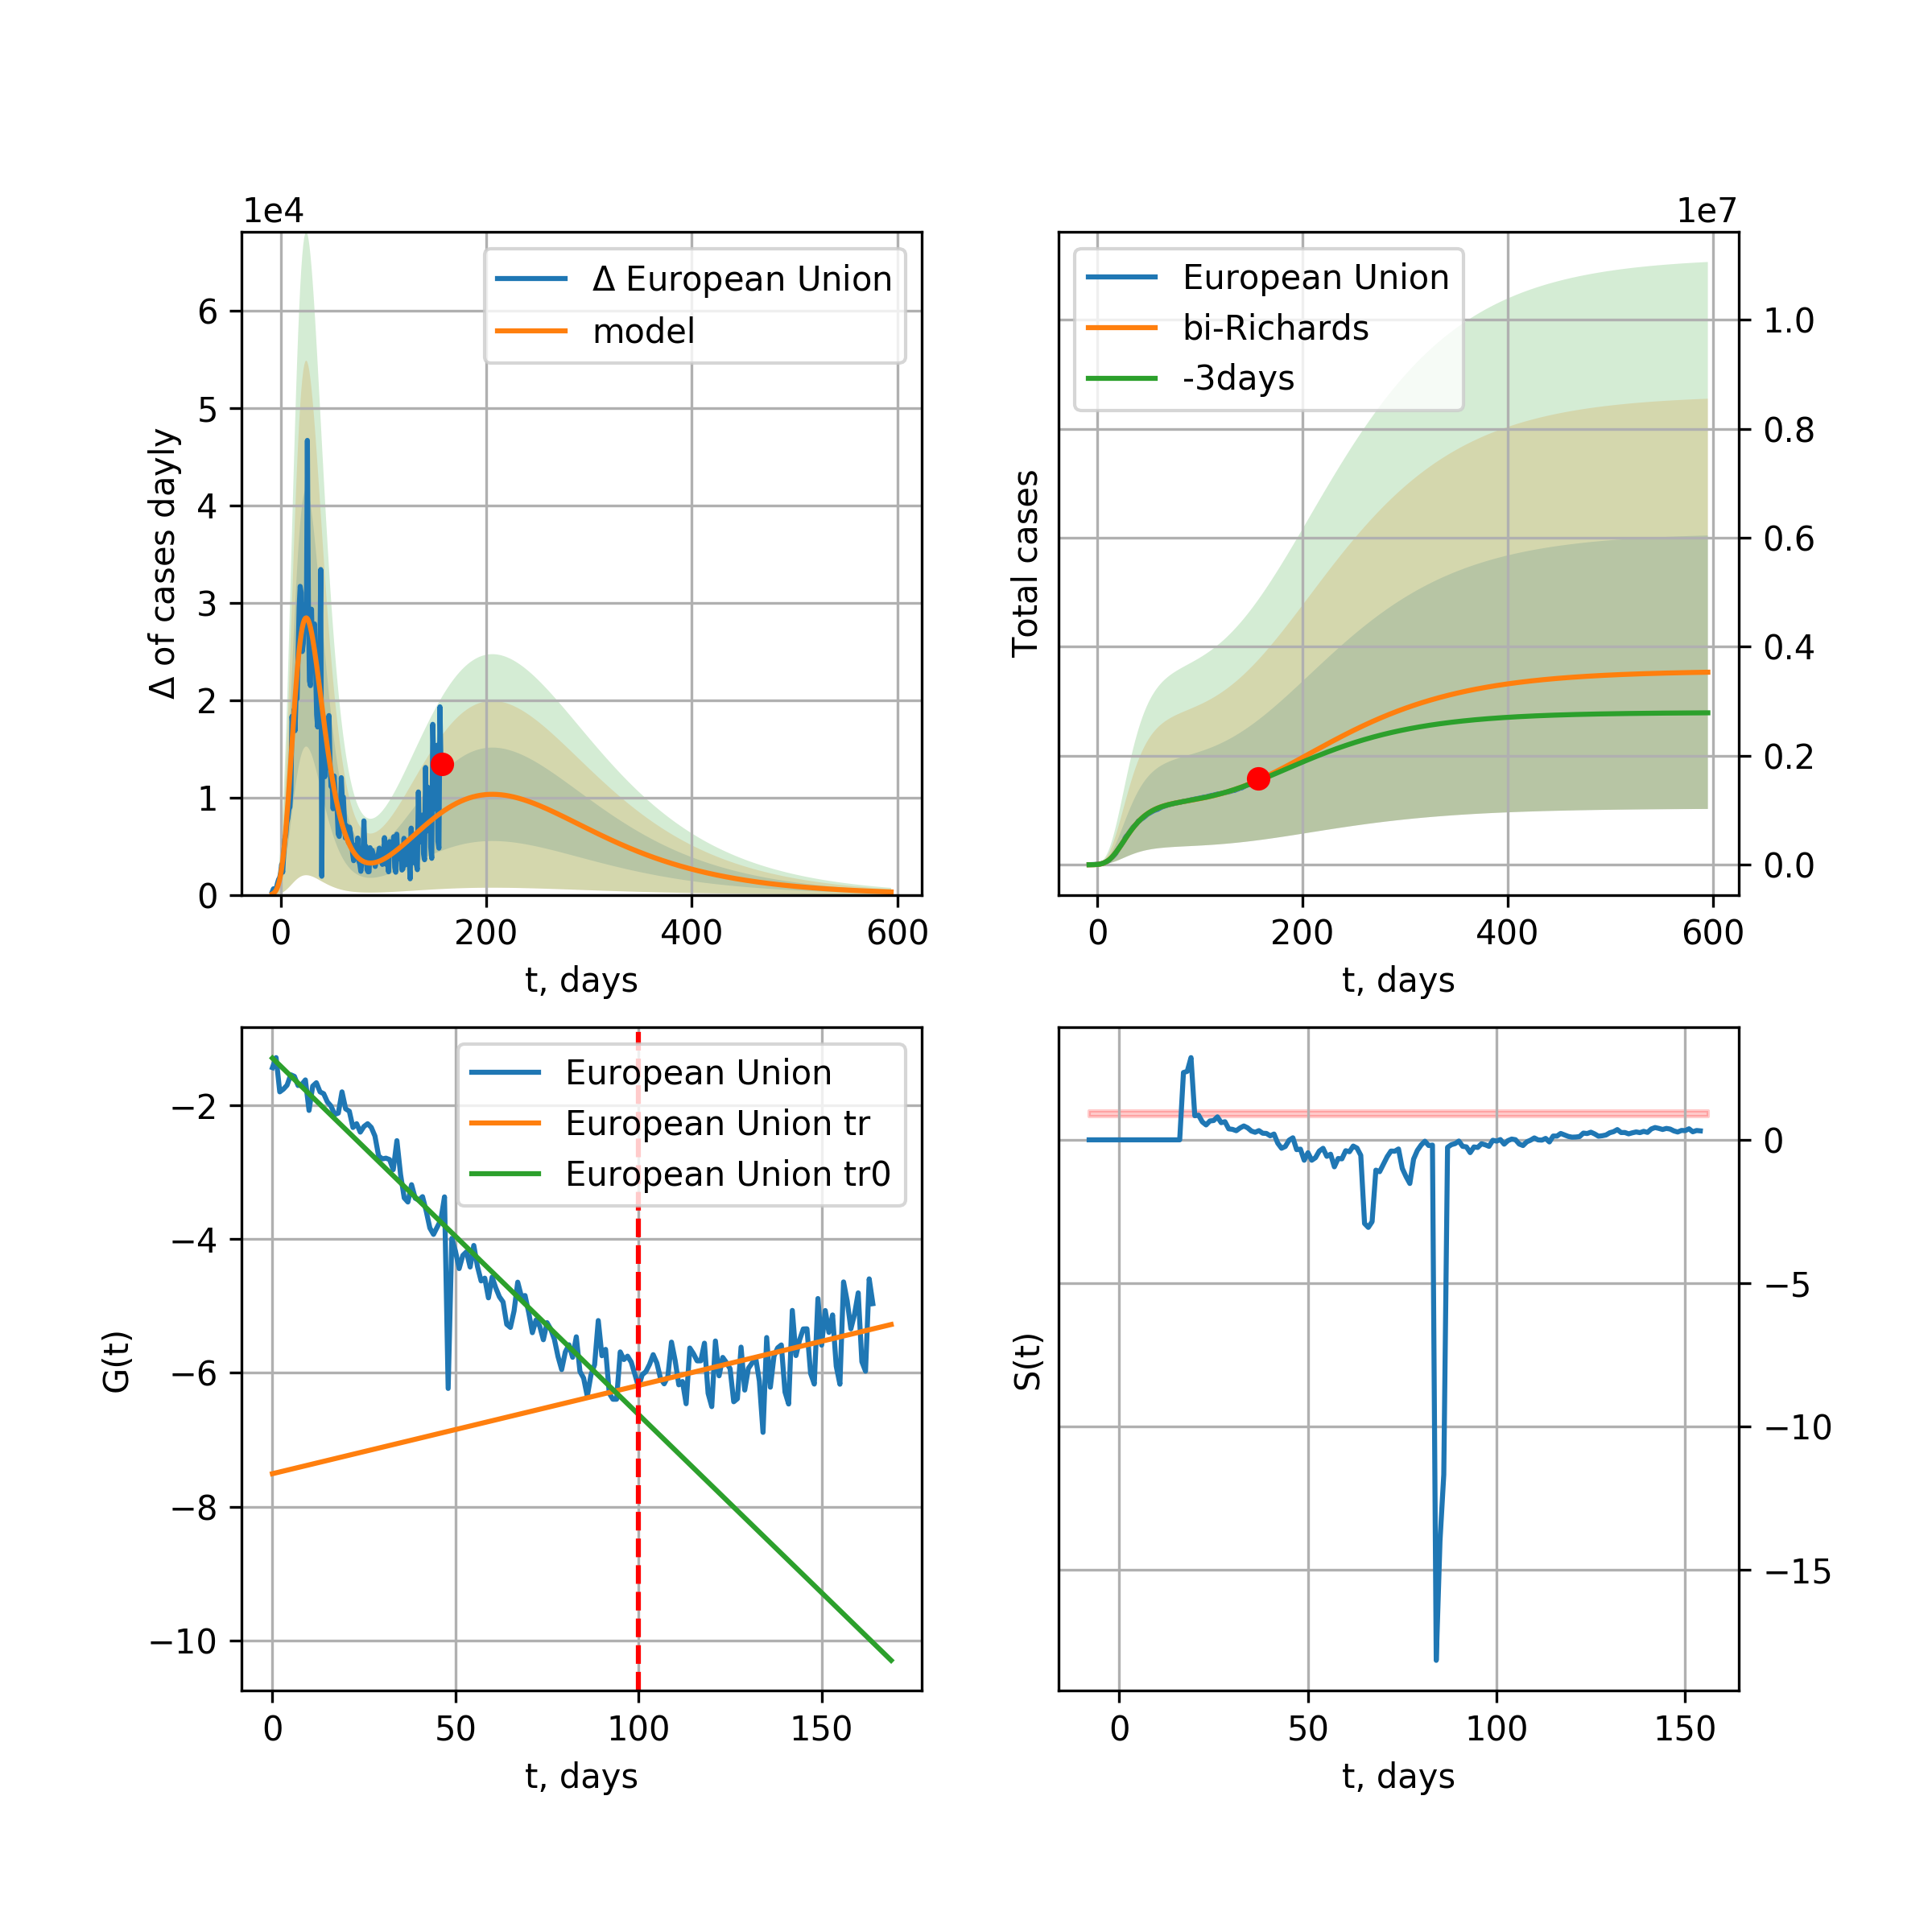 1e4
Δ European Union
model
Δ of cases dayly
6
5
4
3
2
1
0
0 200 400 600
t, days
1e7
European Union
bi-Richards
-3days
Total cases
1.0
0.8
0.6
0.4
0.2
0.0
0 200 400 600
t, days
European Union
European Union tr
European Union tr0
G(t)
−2
−4
−6
−8
−10
0 50 100 150
t, days
S(t)
0
−5
−10
−15
0 50 100 150
t, days